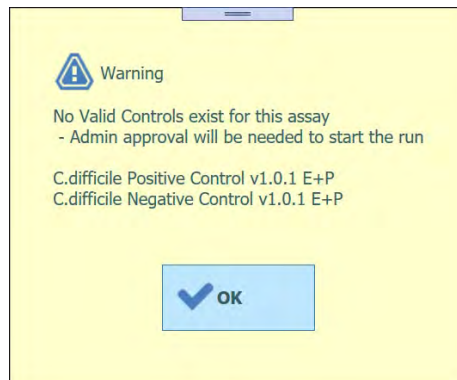 Warning
No Valid Controls exist for this assay
- Admin approval will be needed to start the run
C.difficile Positive Control v1.0.1 E+P
C.difficile Negative Control v1.0.1 E+P
OK